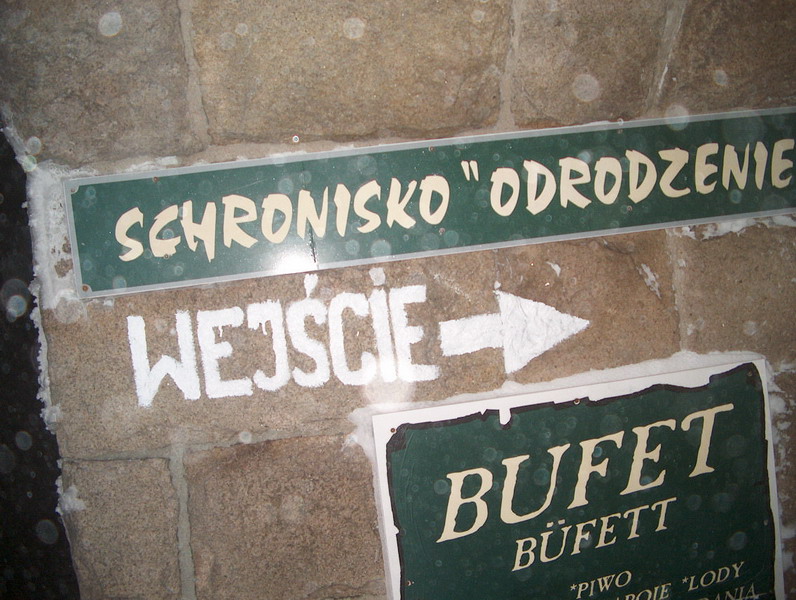 SCHRONISKO "ODRODZENIE
WEJŚCIE
BUFET
BÜFETT
*PIWO *LODY